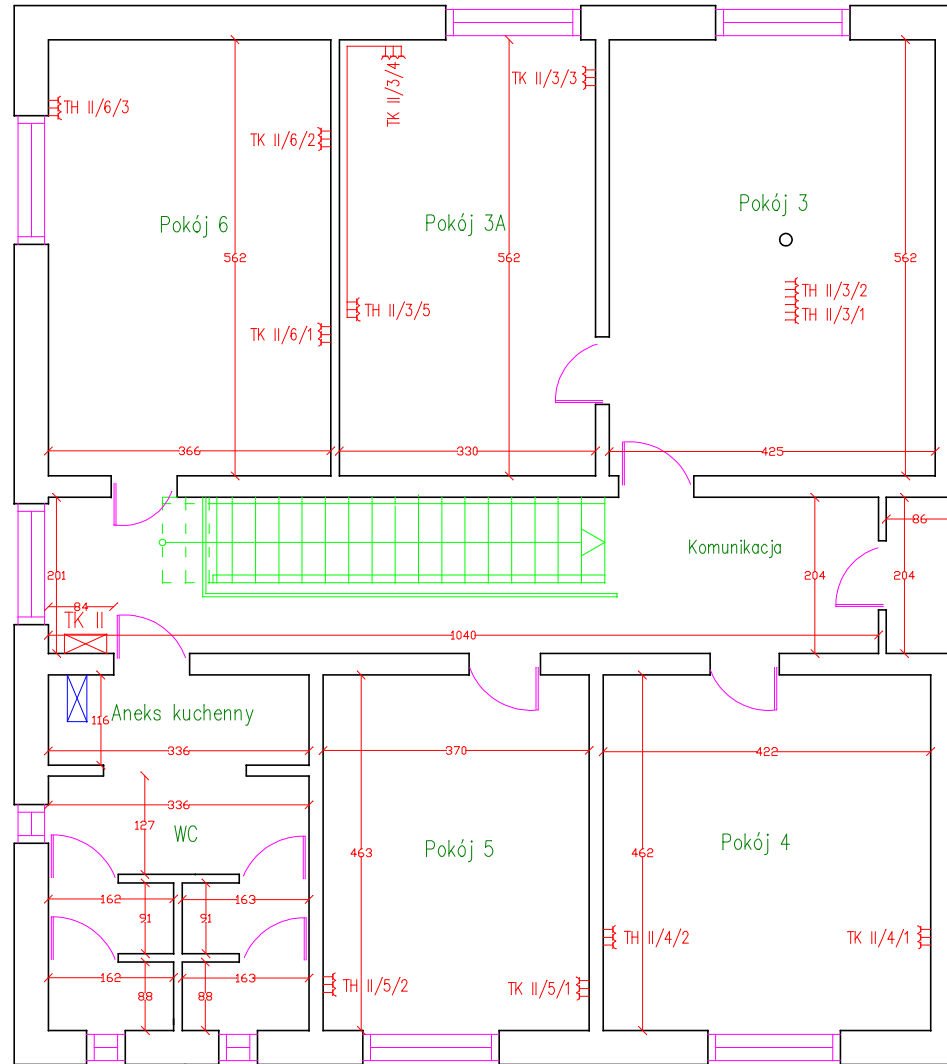 TH II/6/3
TK II/6/2
TK II/3/4
TK II/3/3
Pokój 6
Pokój 3A
Pokój 3
562
562
562
TH II/3/2
TH II/3/1
TH II/3/5
TK II/6/1
366
330
425
Komunikacja
86
201
204
204
84
TK II
1040
116
Aneks kuchenny
336
370
422
336
127
WC
463
Pokój 5
462
Pokój 4
162
91
91
163
TH II/4/2
TK II/4/1
162
88
88
163
TH II/5/2
TK II/5/1